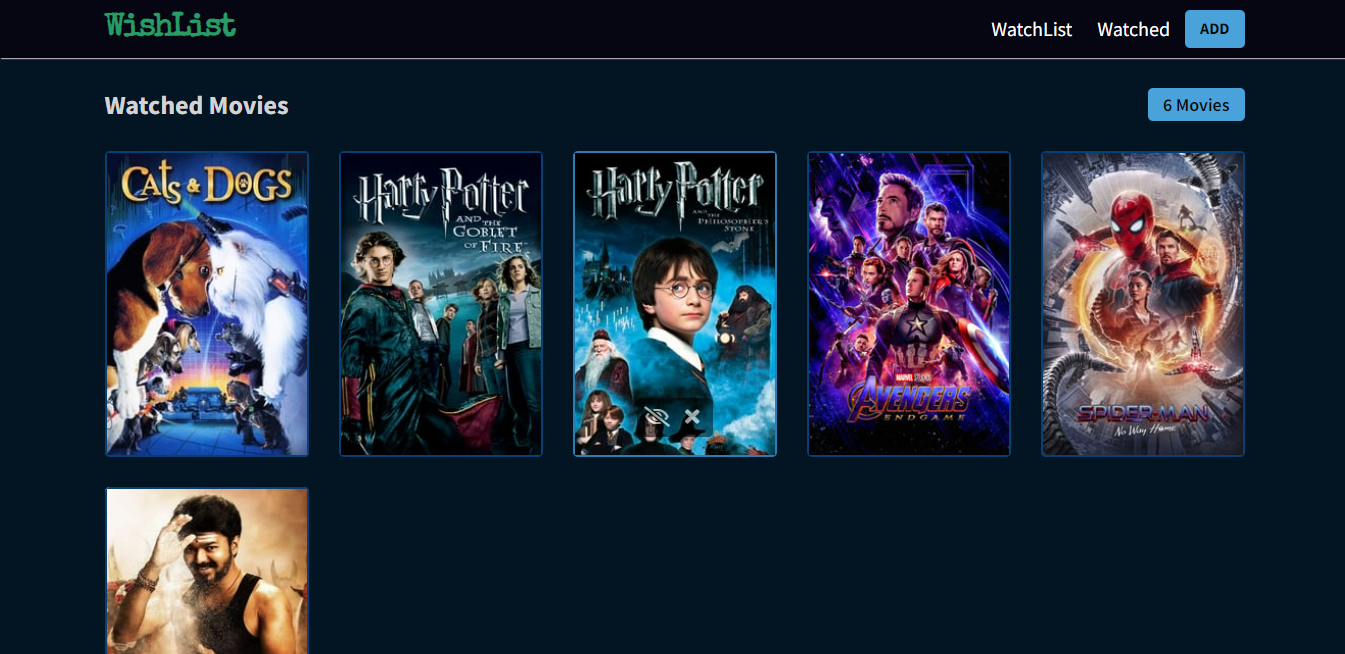 WishList
WatchList
Watched
ADD
Watched Movies
6 Movies
CATS & DOGS
Harry Potter
AND THE
GOBLET
OF FIRE
Harry Potter
AND THE
PHILOSOPHER'S
STONE
MARVEL STUDIOS
AVENGERS
ENDGAME
SPIDER-MAN
No Way Home